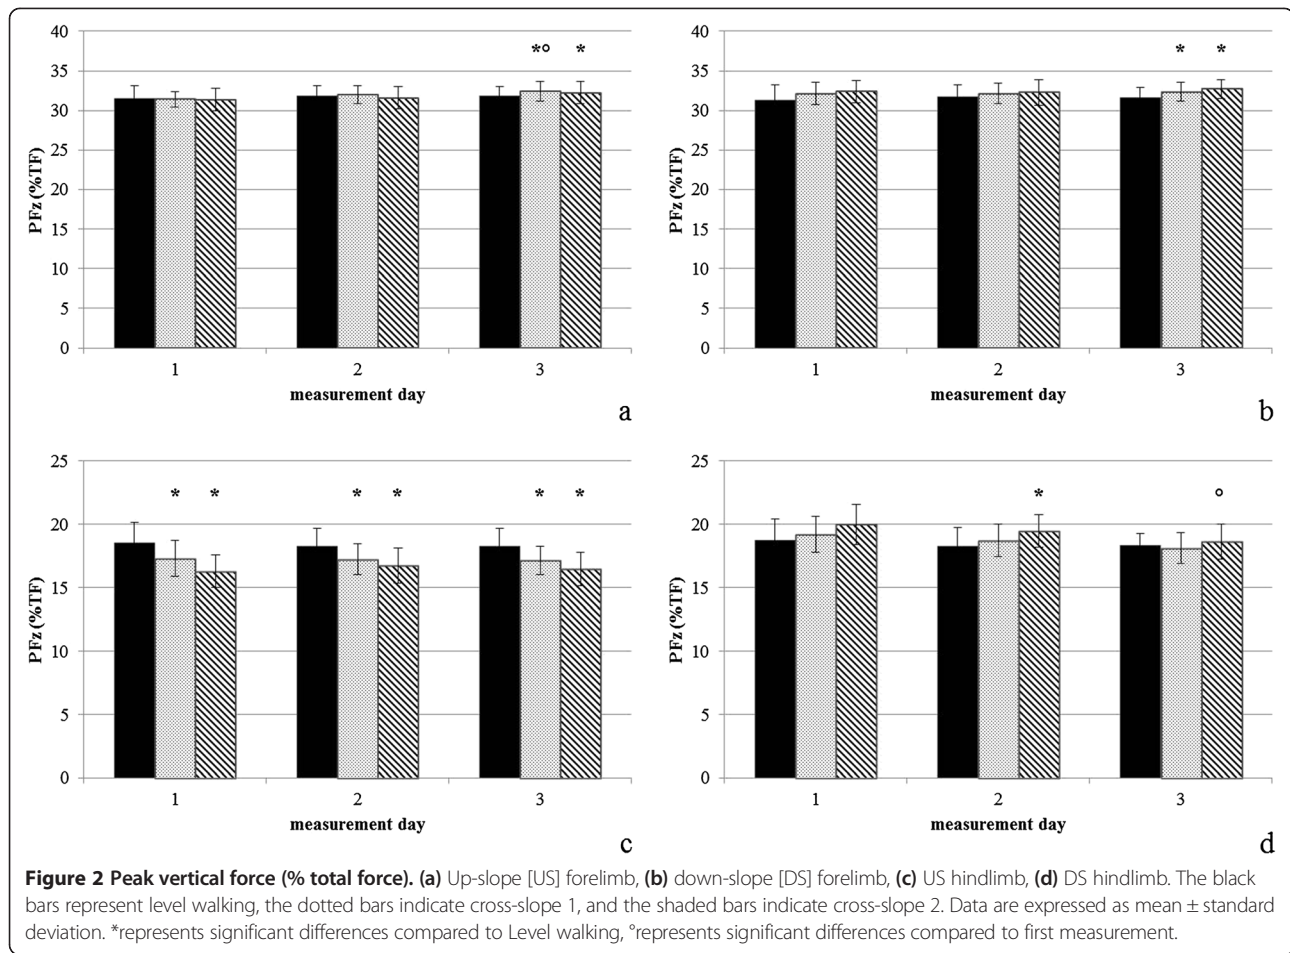 40
35
30
25
20
15
10
5
0
PFz (%TF)
*° *
1 2 3
measurement day
a
40
35
30
25
20
15
10
5
0
PFz (%TF)
* *
1 2 3
measurement day
b
25
20
15
10
5
0
PFz (%TF)
* * * * * *
1 2 3
measurement day
c
25
20
15
10
5
0
PFz (%TF)
* °
1 2 3
measurement day
d
Figure 2 Peak vertical force (% total force). (a) Up-slope [US] forelimb, (b) down-slope [DS] forelimb, (c) US hindlimb, (d) DS hindlimb. The black
bars represent level walking, the dotted bars indicate cross-slope 1, and the shaded bars indicate cross-slope 2. Data are expressed as mean ± standard
deviation. *represents significant differences compared to Level walking, °represents significant differences compared to first measurement.